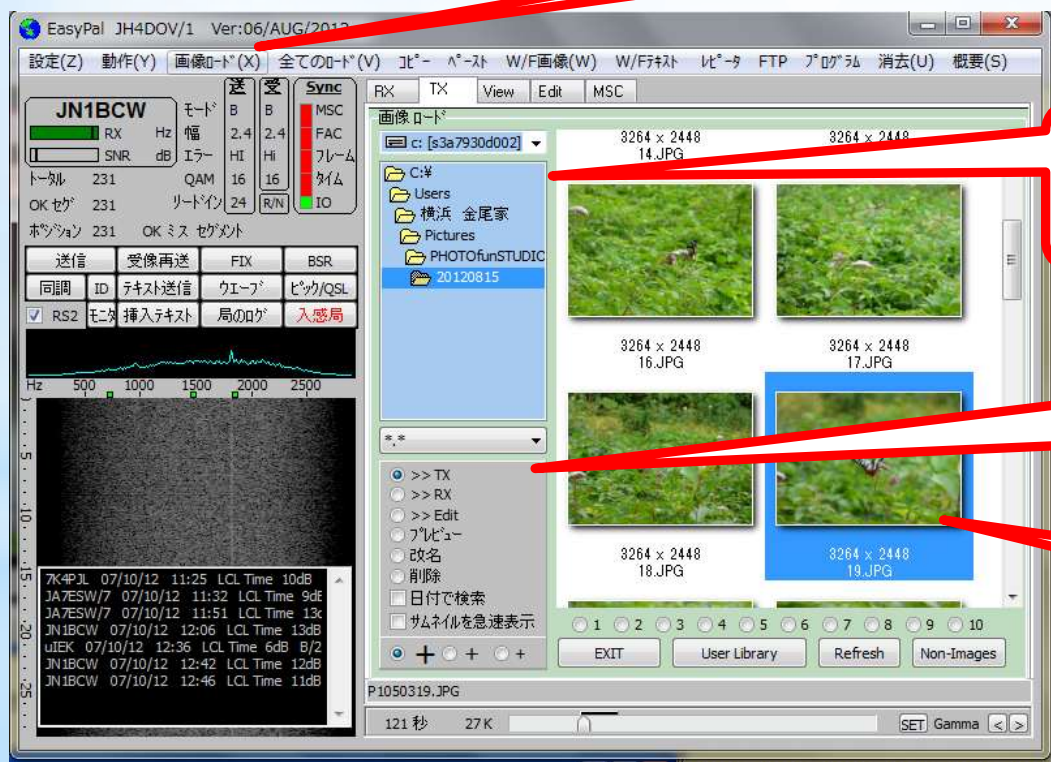 EasyPal JH4DOV/1 Ver:06/AUG/2012
設定(Z) 動作(Y) 画像ﾛｰﾄﾞ(X) 全てのﾛｰﾄﾞ(V) ｺﾋﾟｰ ﾍﾟｰｽﾄ W/F画像(W) W/Fﾃｷｽﾄ ﾚﾋﾟｰﾀ FTP ﾌﾟﾛｸﾞﾗﾑ 消去(U) 概要(S)
送 受 Sync
JN1BCW ﾓｰﾄﾞ B B MSC
RX Hz 幅 2.4 2.4 FAC
SNR dB ｴﾗｰ HI Hi ﾌﾚｰﾑ
ﾄｰﾀﾙ 231 QAM 16 16 ﾀｲﾑ
OK ｾｸﾞ 231 ﾘｰﾄﾞｲﾝ 24 R/N IO
ﾎﾟｼﾞｼｮﾝ 231 OK ﾐｽ ｾｸﾞﾒﾝﾄ
送信 受像再送 FIX BSR
同調 ID ﾃｷｽﾄ送信 ｳｴｰﾌﾞ ﾋﾟｯｸ/QSL
RS2 ﾓﾆﾀ 挿入ﾃｷｽﾄ 局のﾛｸﾞ 入感局
Hz 500 1000 1500 2000 2500
5
10
15
20
25
7K4PJL 07/10/12 11:25 LCL Time 10dB
JA7ESW/7 07/10/12 11:32 LCL Time 9dB
JA7ESW/7 07/10/12 11:51 LCL Time 13d
JN1BCW 07/10/12 12:06 LCL Time 13dB
uIEK 07/10/12 12:36 LCL Time 6dB B/2
JN1BCW 07/10/12 12:42 LCL Time 12dB
JN1BCW 07/10/12 12:46 LCL Time 11dB
RX TX View Edit MSC
画像 ﾛｰﾄﾞ
c: [s3a7930d002]
C:¥
Users
横浜 金尾家
Pictures
PHOTOfunSTUDIO
20120815
*.*
>> TX
>> RX
>> Edit
ﾌﾟﾚﾋﾞｭｰ
改名
削除
日付で検索
ｻﾑﾈｲﾙを急速表示
+ + +
3264 x 2448
14.JPG
3264 x 2448
3264 x 2448
16.JPG
3264 x 2448
17.JPG
3264 x 2448
18.JPG
3264 x 2448
19.JPG
1 2 3 4 5 6 7 8 9 10
EXIT User Library Refresh Non-Images
P1050319.JPG
121 秒 27 K SET Gamma < >